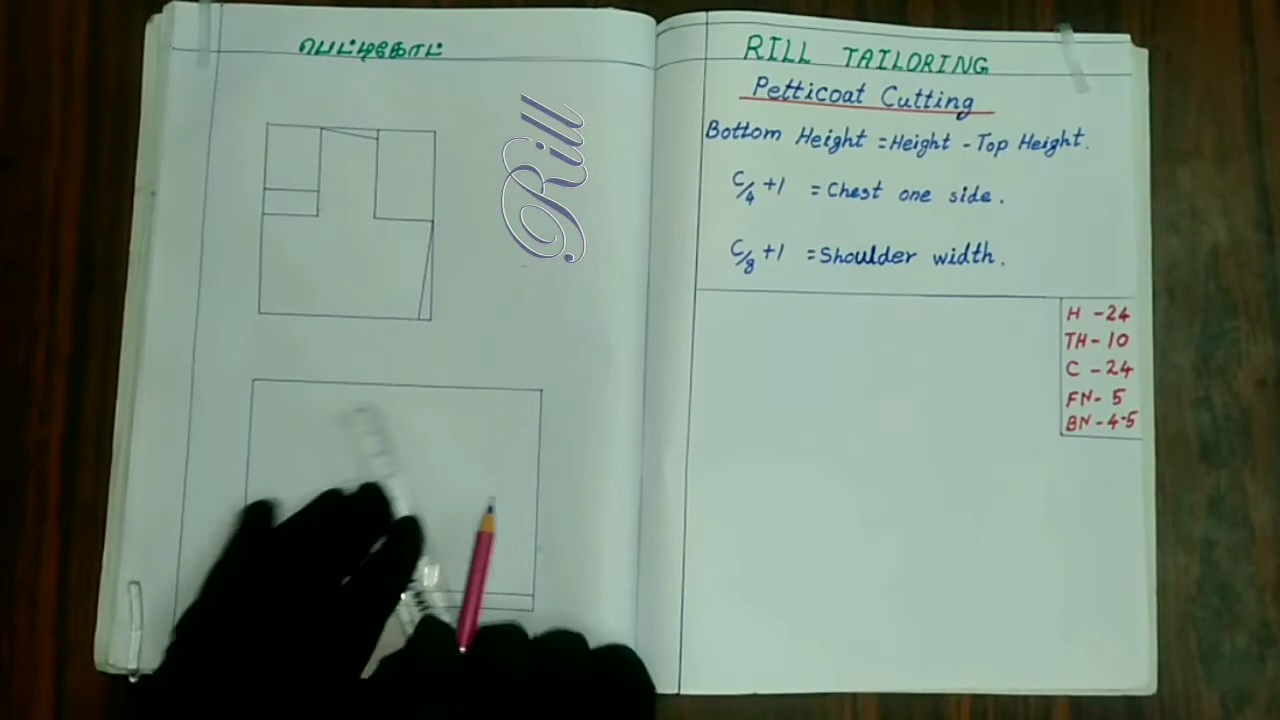 பெட்டிகோட்
Rill
RILL TAILORING
Petticoat Cutting
Bottom Height = Height - Top Height.
C/4 +1 = Chest one side.
C/8 +1 = Shoulder width.
H - 24
TH - 10
C - 24
FN - 5
BN - 4.5